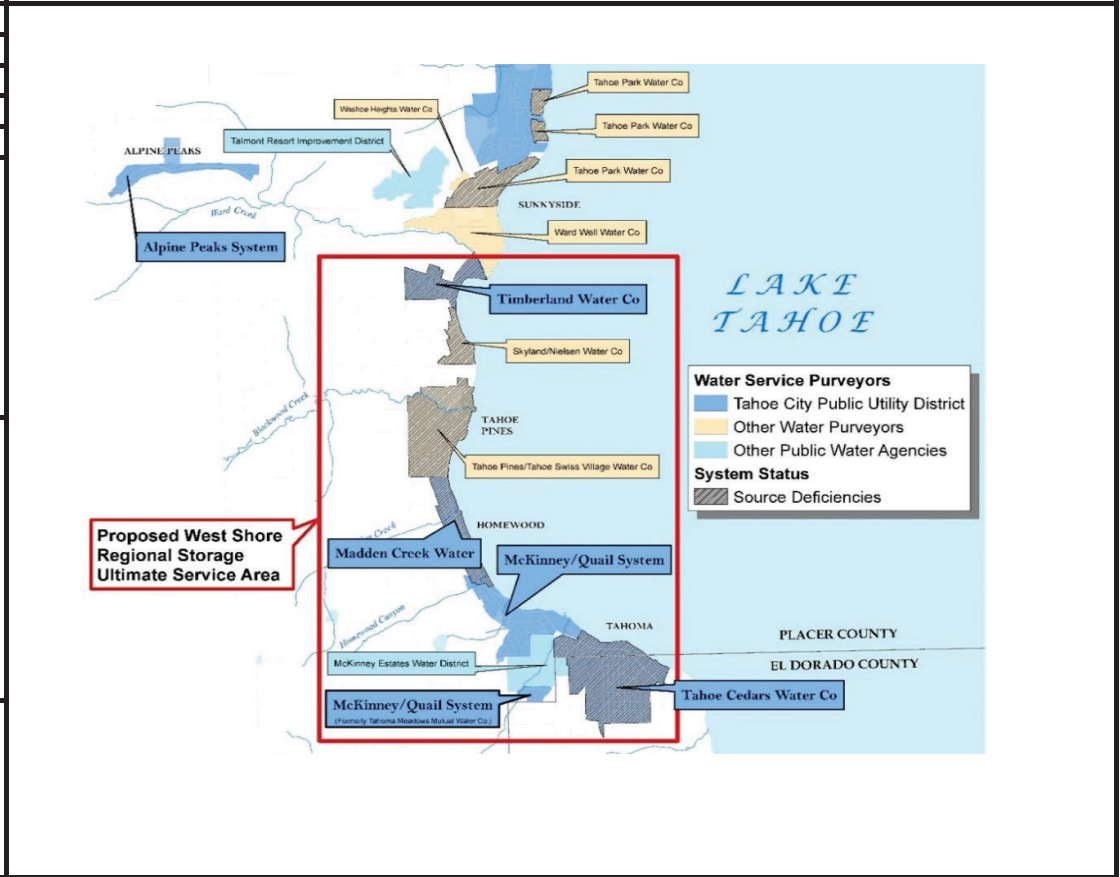 Tahoe Park Water Co
Washoe Heights Water Co
Tahoe Park Water Co
Talmont Resort Improvement District
ALPINE PEAKS
Tahoe Park Water Co
SUNNYSIDE
Ward Creek
Ward Well Water Co
Alpine Peaks System
LAKE
TAHOE
Timberland Water Co
Skyland/Nielsen Water Co
Water Service Purveyors
Tahoe City Public Utility District
Other Water Purveyors
Other Public Water Agencies
System Status
Source Deficiencies
Blackwood Creek
TAHOE
PINES
Tahoe Pines/Tahoe Swiss Village Water Co
HOMEWOOD
Proposed West Shore
Regional Storage
Ultimate Service Area
Creek
Madden Creek Water
McKinney/Quail System
Homewood Canyon
TAHOMA
PLACER COUNTY
EL DORADO COUNTY
McKinney Estates Water District
McKinney/Quail System
(Formerly Tahoma Meadows Mutual Water Co.)
Tahoe Cedars Water Co